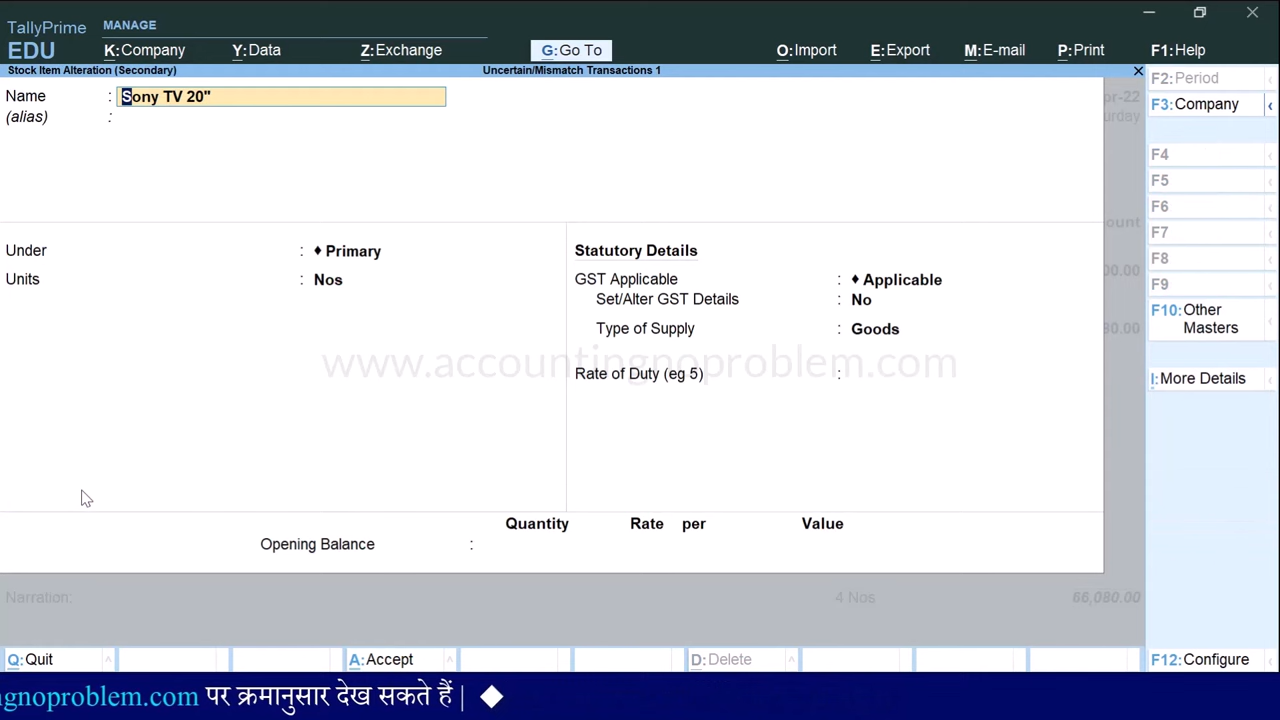 TallyPrime MANAGE
EDU K:Company Y:Data Z:Exchange G:Go To O:Import E:Export M:E-mail P:Print F1:Help
Stock Item Alteration (Secondary) Uncertain/Mismatch Transactions 1
F2:Period
Name : Sony TV 20"
F3:Company
(alias) :
F4
F5
F6
F7
F8
F9
F10:Other Masters
I:More Details
Under : ♦ Primary
Units : Nos
Statutory Details
GST Applicable : ♦ Applicable
Set/Alter GST Details : No
Type of Supply : Goods
www.accountingnoproblem.com
Rate of Duty (eg 5) :
Quantity Rate per Value
Opening Balance :
Narration: 4 Nos 66,080.00
Q:Quit A:Accept D:Delete F12:Configure
ngnoproblem.com पर क्रमानुसार देख सकते हैं | ◆